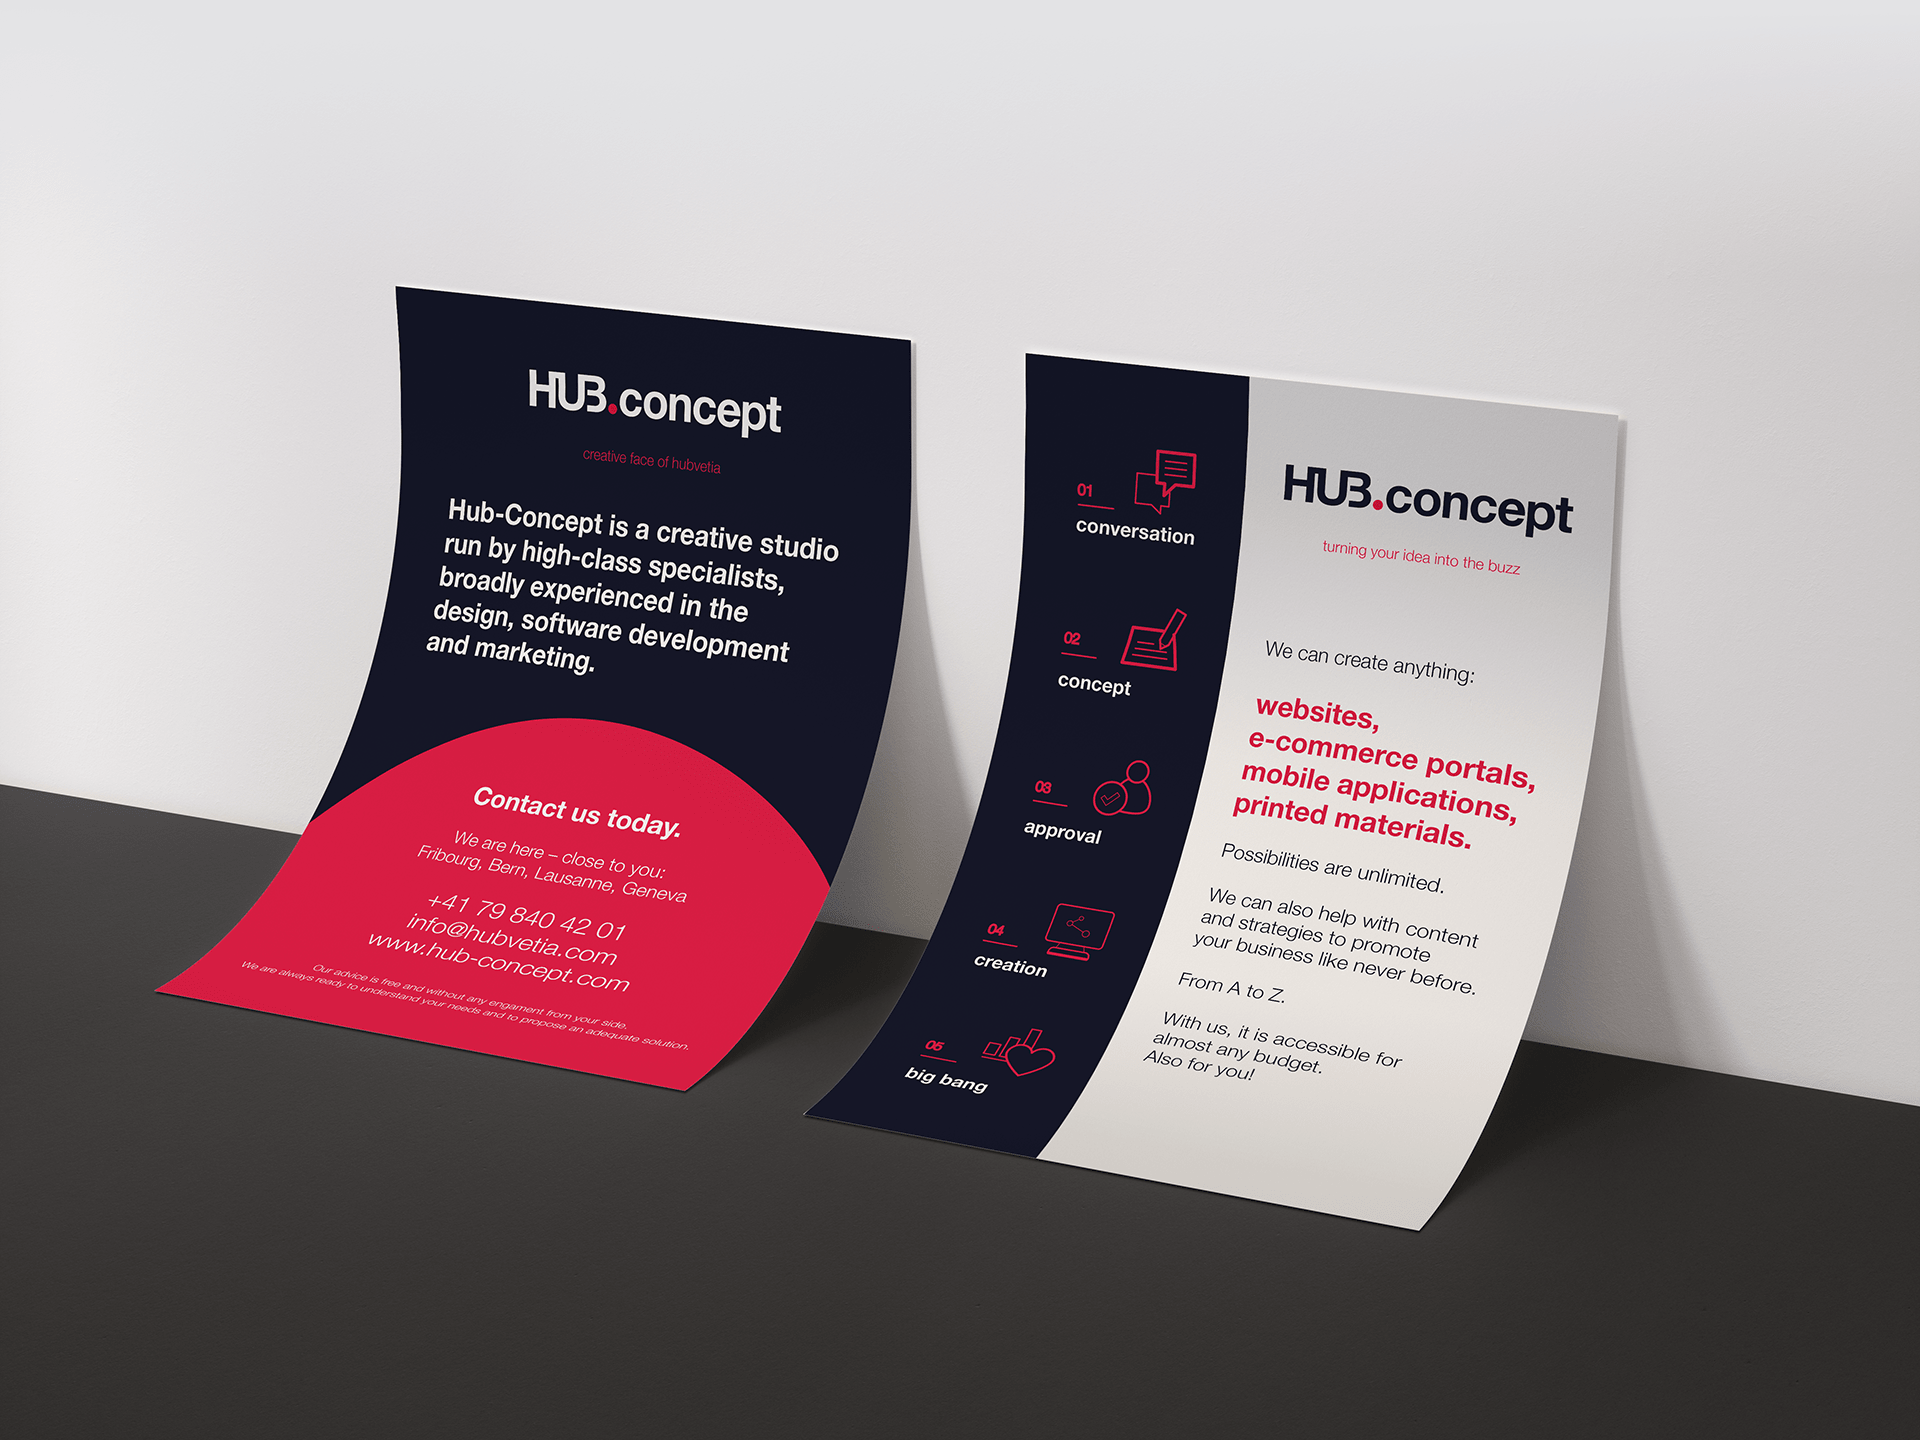 HUB.concept
creative face of hubvetia
Hub-Concept is a creative studio
run by high-class specialists,
broadly experienced in the
design, software development
and marketing.
Contact us today.
We are here – close to you:
Fribourg, Bern, Lausanne, Geneva
+41 79 840 42 01
info@hubvetia.com
www.hub-concept.com
Our advice is free and without any engament from your side.
We are always ready to understand your needs and to propose an adequate solution.
01
conversation
02
concept
03
approval
04
creation
05
big bang
HUB.concept
turning your idea into the buzz
We can create anything:
websites,
e-commerce portals,
mobile applications,
printed materials.
Possibilities are unlimited.
We can also help with content
and strategies to promote
your business like never before.
From A to Z.
With us, it is accessible for
almost any budget.
Also for you!